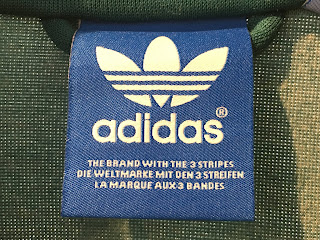 adidas®
THE BRAND WITH THE 3 STRIPES
DIE WELTMARKE MIT DEN 3 STREIFEN
LA MARQUE AUX 3 BANDES